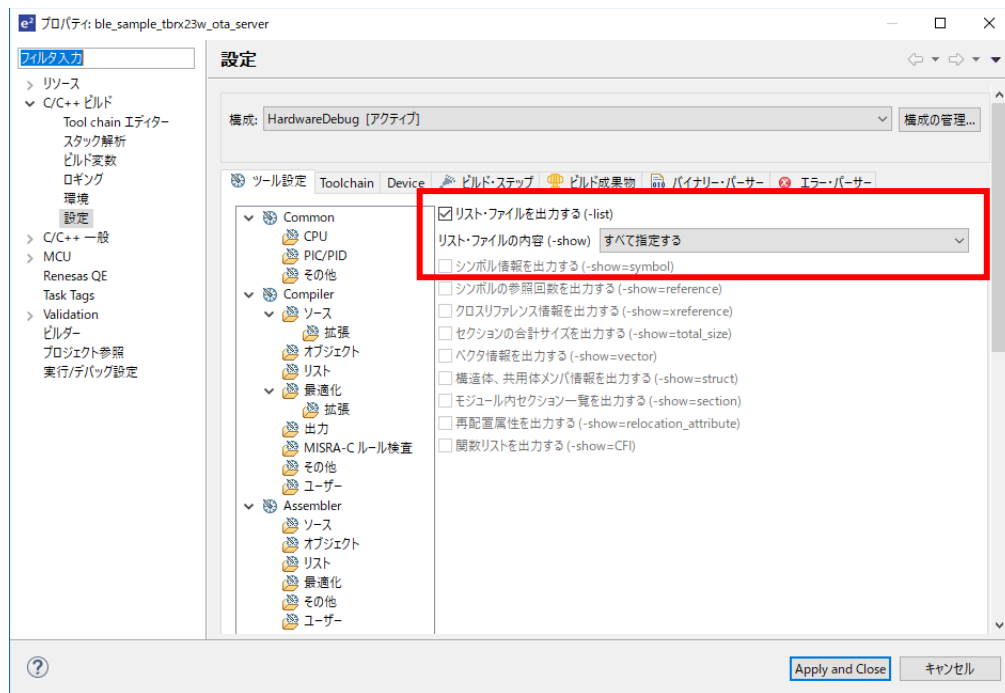 e² プロパティ: ble_sample_tbrx23w_ota_server
フィルタ入力
リソース
C/C++ ビルド
Tool chain エディター
スタック解析
ビルド変数
ロギング
環境
設定
C/C++ 一般
MCU
Renesas QE
Task Tags
Validation
ビルダー
プロジェクト参照
実行/デバッグ設定
設定
構成: HardwareDebug [アクティブ]
構成の管理...
ツール設定 Toolchain Device ビルド・ステップ ビルド成果物 バイナリー・パーサー エラー・パーサー
Common
CPU
PIC/PID
その他
Compiler
ソース
拡張
オブジェクト
リスト
最適化
拡張
出力
MISRA-C ルール検査
その他
ユーザー
Assembler
ソース
オブジェクト
リスト
最適化
その他
ユーザー
リスト・ファイルを出力する (-list)
リスト・ファイルの内容 (-show) すべて指定する
シンボル情報を出力する (-show=symbol)
シンボルの参照回数を出力する (-show=reference)
クロスリファレンス情報を出力する (-show=xreference)
セクションの合計サイズを出力する (-show=total_size)
ベクタ情報を出力する (-show=vector)
構造体、共用体メンバ情報を出力する (-show=struct)
モジュール内セクション一覧を出力する (-show=section)
再配置属性を出力する (-show=relocation_attribute)
関数リストを出力する (-show=CFI)
?
Apply and Close
キャンセル